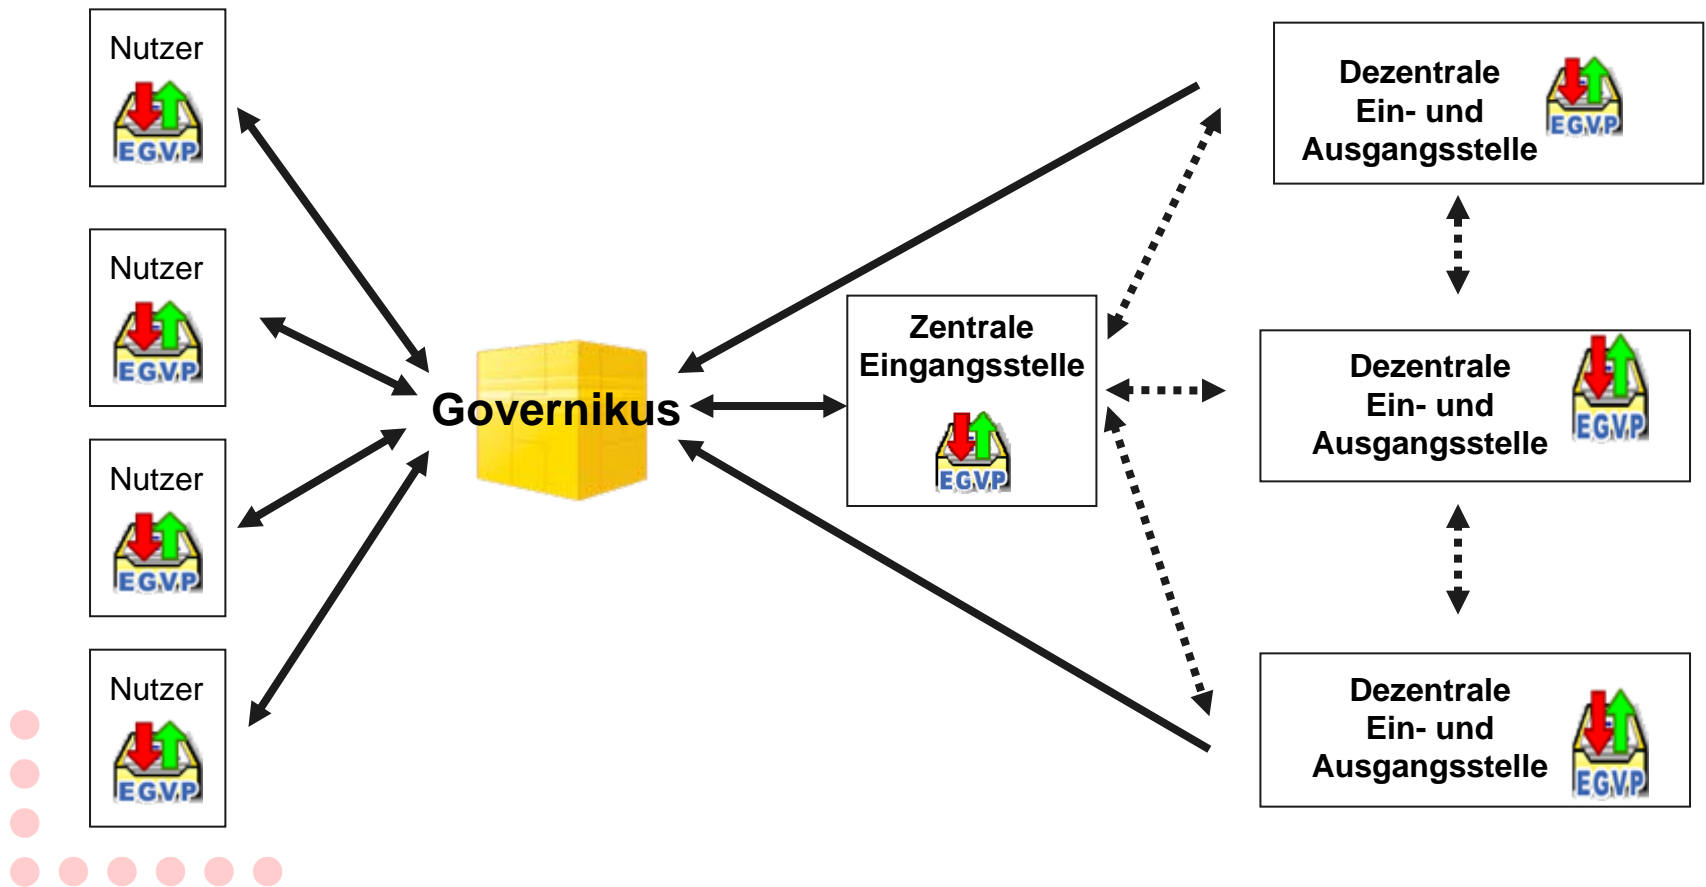 Nutzer
EGVP
Nutzer
EGVP
Nutzer
EGVP
Nutzer
EGVP
Governikus
Zentrale
Eingangsstelle
EGVP
Dezentrale
Ein- und
Ausgangsstelle
EGVP
Dezentrale
Ein- und
Ausgangsstelle
EGVP
Dezentrale
Ein- und
Ausgangsstelle
EGVP